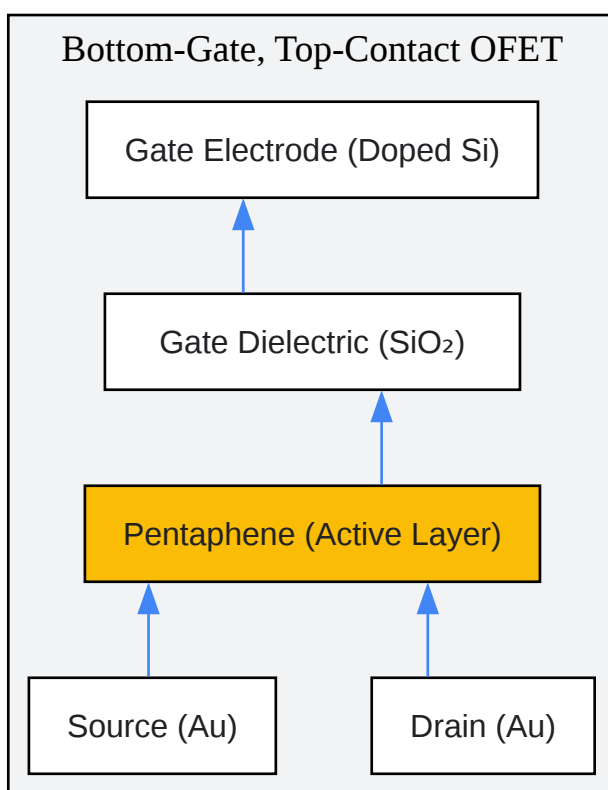 Bottom-Gate, Top-Contact OFET
Gate Electrode (Doped Si)
Gate Dielectric (SiO₂)
Pentaphene (Active Layer)
Source (Au)
Drain (Au)